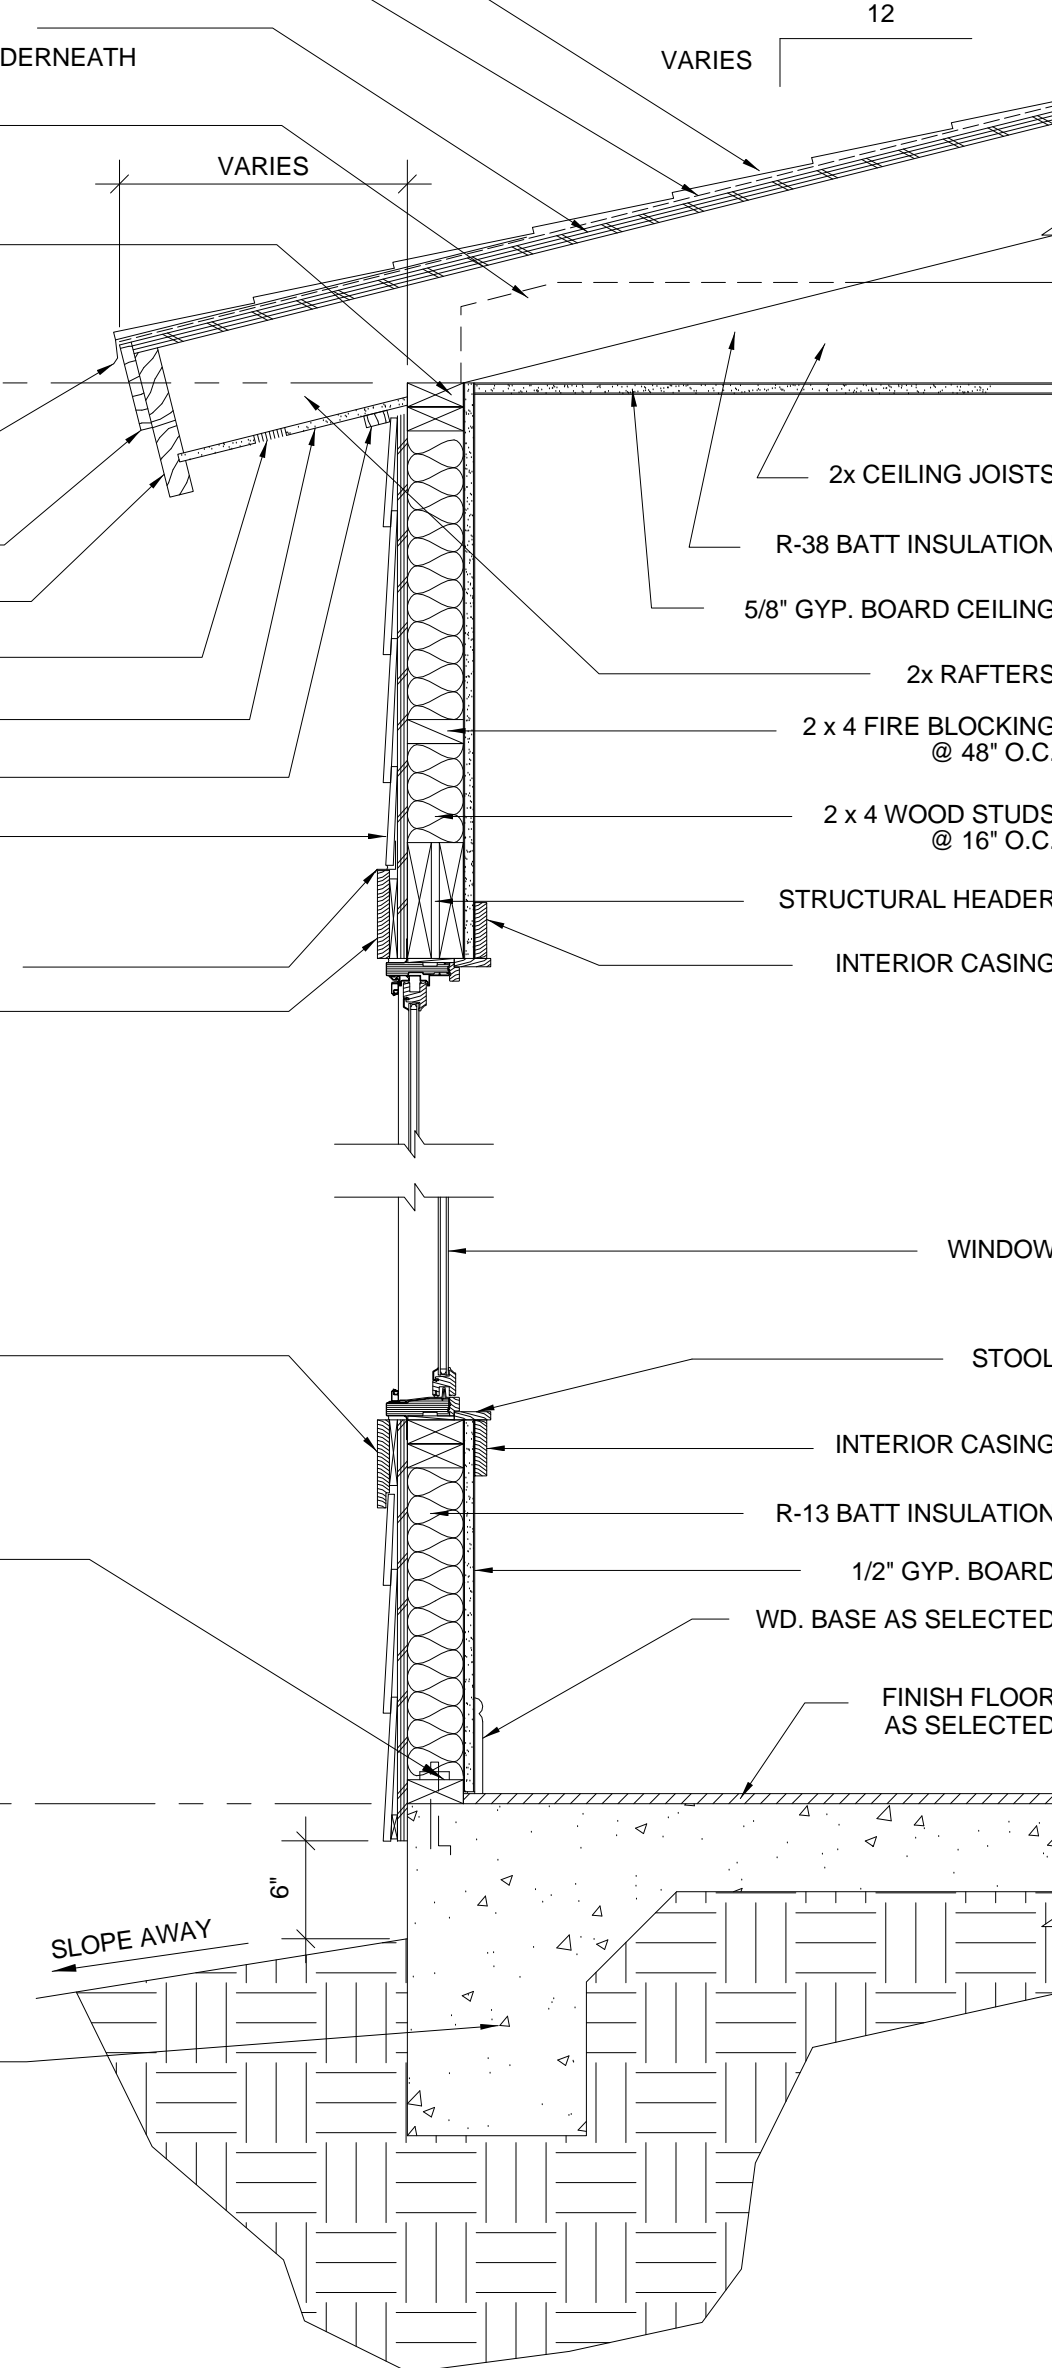 12
DERNEATH
VARIES
VARIES
2x CEILING JOISTS
R-38 BATT INSULATION
5/8" GYP. BOARD CEILING
2x RAFTERS
2 x 4 FIRE BLOCKING
@ 48" O.C.
2 x 4 WOOD STUDS
@ 16" O.C.
STRUCTURAL HEADER
INTERIOR CASING
WINDOW
STOOL
INTERIOR CASING
R-13 BATT INSULATION
1/2" GYP. BOARD
WD. BASE AS SELECTED
FINISH FLOOR
AS SELECTED
6"
SLOPE AWAY